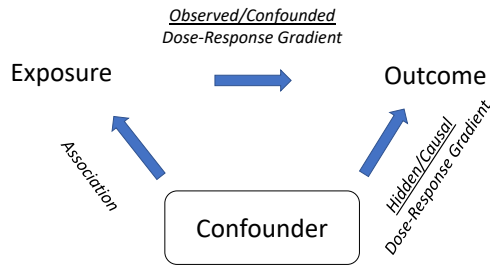 Observed/Confounded
Dose-Response Gradient
Exposure
Outcome
Association
Hidden/Causal
Dose-Response Gradient
Confounder